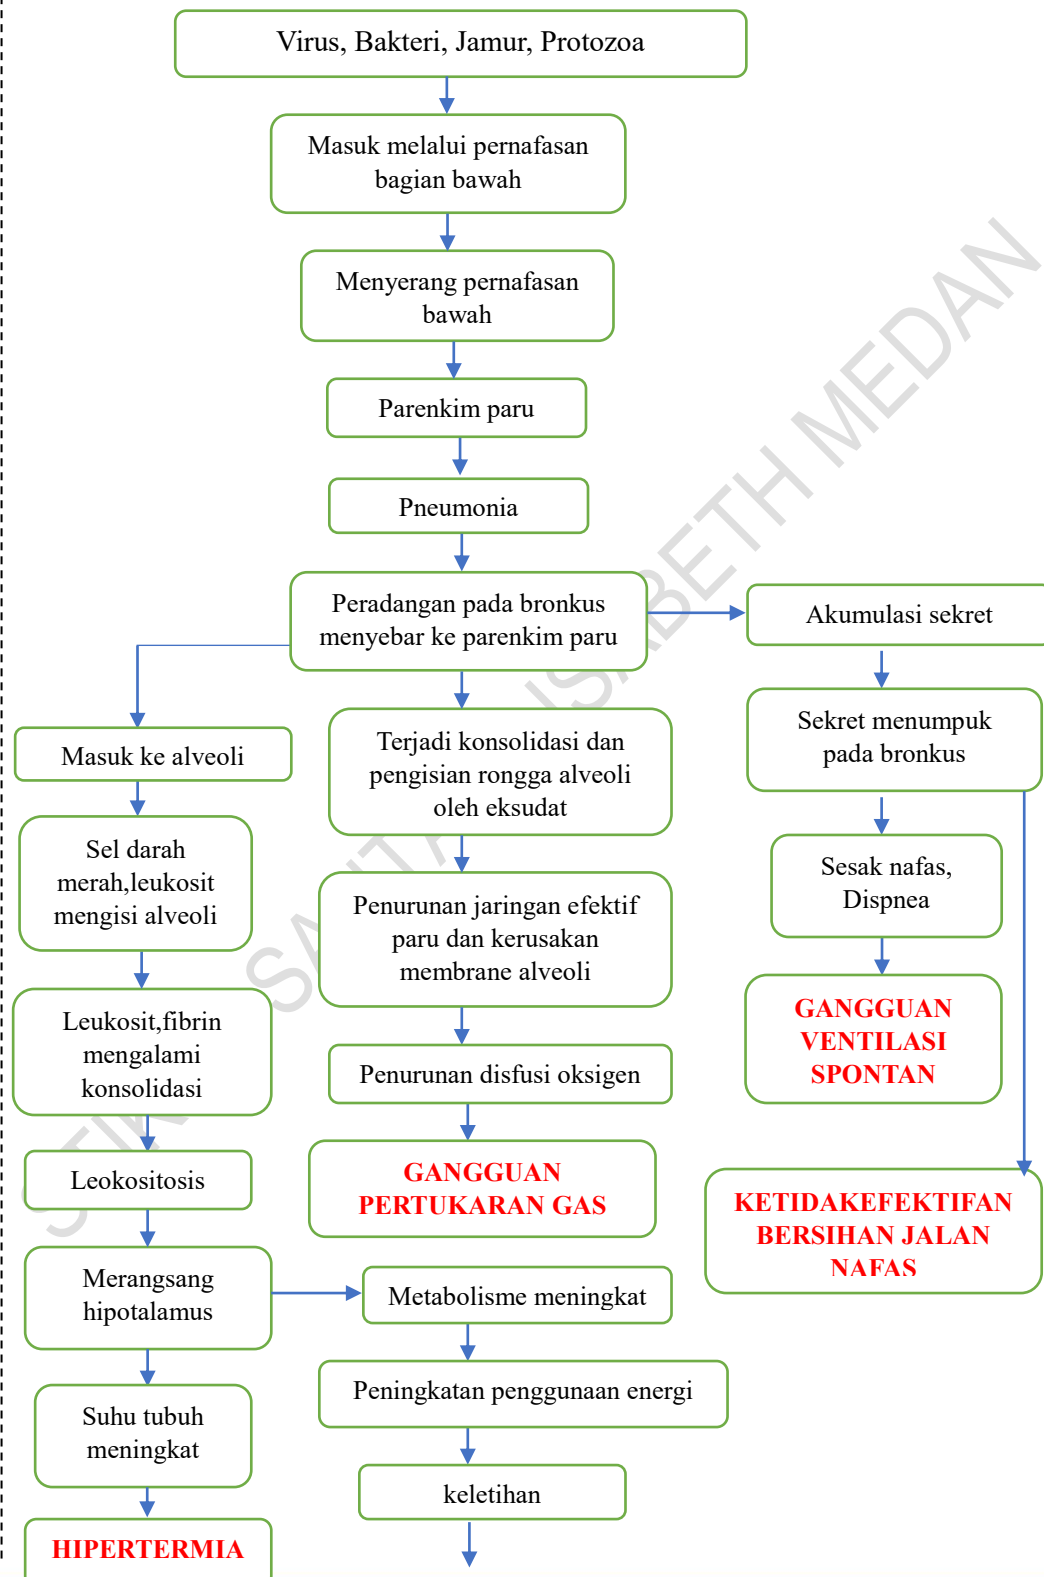 Virus, Bakteri, Jamur, Protozoa
Masuk melalui pernafasan
bagian bawah
Menyerang pernafasan
bawah
Parenkim paru
Pneumonia
Peradangan pada bronkus
menyebar ke parenkim paru
Akumulasi sekret
Sekret menumpuk
pada bronkus
Sesak nafas,
Dispnea
GANGGUAN
VENTILASI
SPONTAN
KETIDAKEFEKTIFAN
BERSIHAN JALAN
NAFAS
Terjadi konsolidasi dan
pengisian rongga alveoli
oleh eksudat
Penurunan jaringan efektif
paru dan kerusakan
membrane alveoli
Penurunan disfusi oksigen
GANGGUAN
PERTUKARAN GAS
Masuk ke alveoli
Sel darah
merah,leukosit
mengisi alveoli
Leukosit,fibrin
mengalami
konsolidasi
Leokositosis
Merangsang
hipotalamus
Suhu tubuh
meningkat
HIPERTERMIA
Metabolisme meningkat
Peningkatan penggunaan energi
keletihan
MEDAN